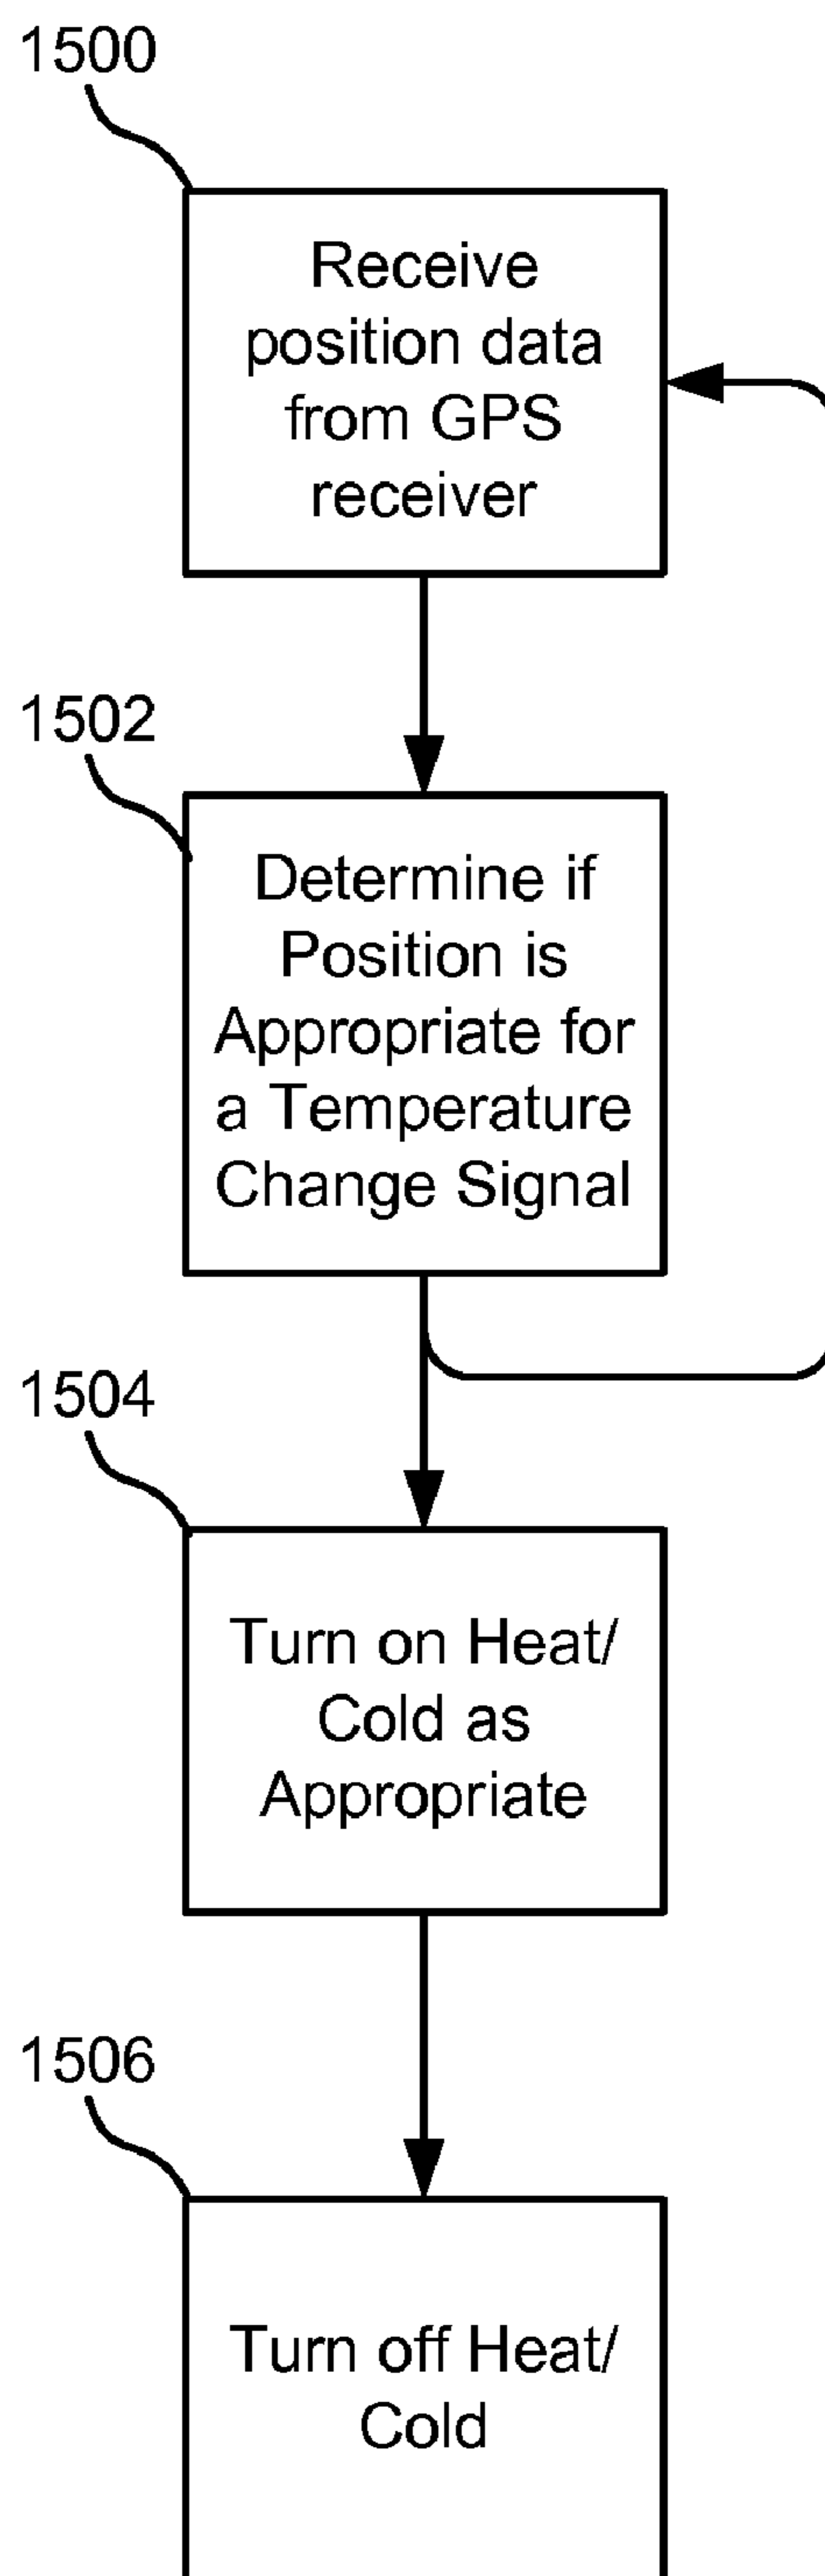 1500
Receive
position data
from GPS
receiver
1502
Determine if
Position is
Appropriate for
a Temperature
Change Signal
1504
Turn on Heat/
Cold as
Appropriate
1506
Turn off Heat/
Cold